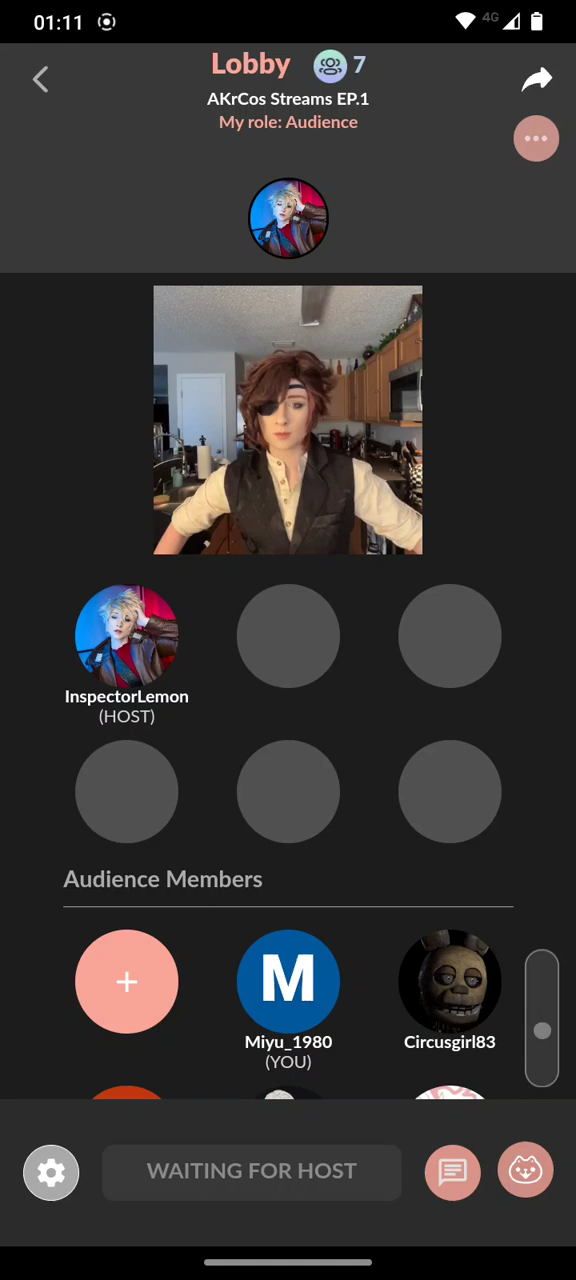 01:11
4G
Lobby
7
AKrCos Streams EP.1
My role: Audience
InspectorLemon
(HOST)
Audience Members
+
M
Miyu_1980
(YOU)
Circusgirl83
WAITING FOR HOST